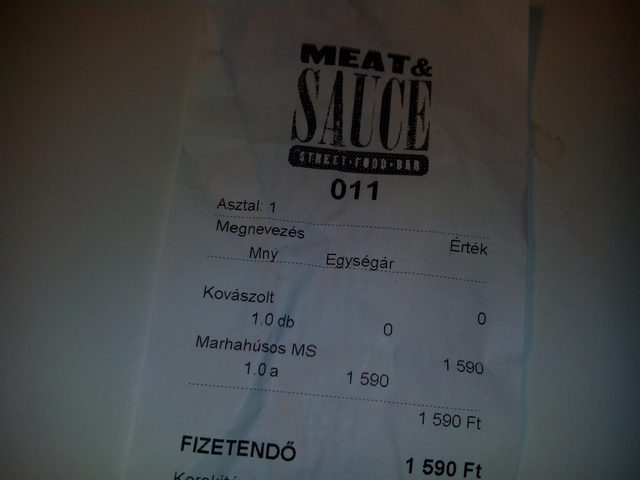 MEAT&
SAUCE
STREET·FOOD·BAR
011
Asztal: 1
Megnevezés
Mny Egységár Érték
Kovászolt
1.0 db 0 0
Marhahúsos MS
1.0 a 1 590 1 590
1 590 Ft
FIZETENDŐ 1 590 Ft